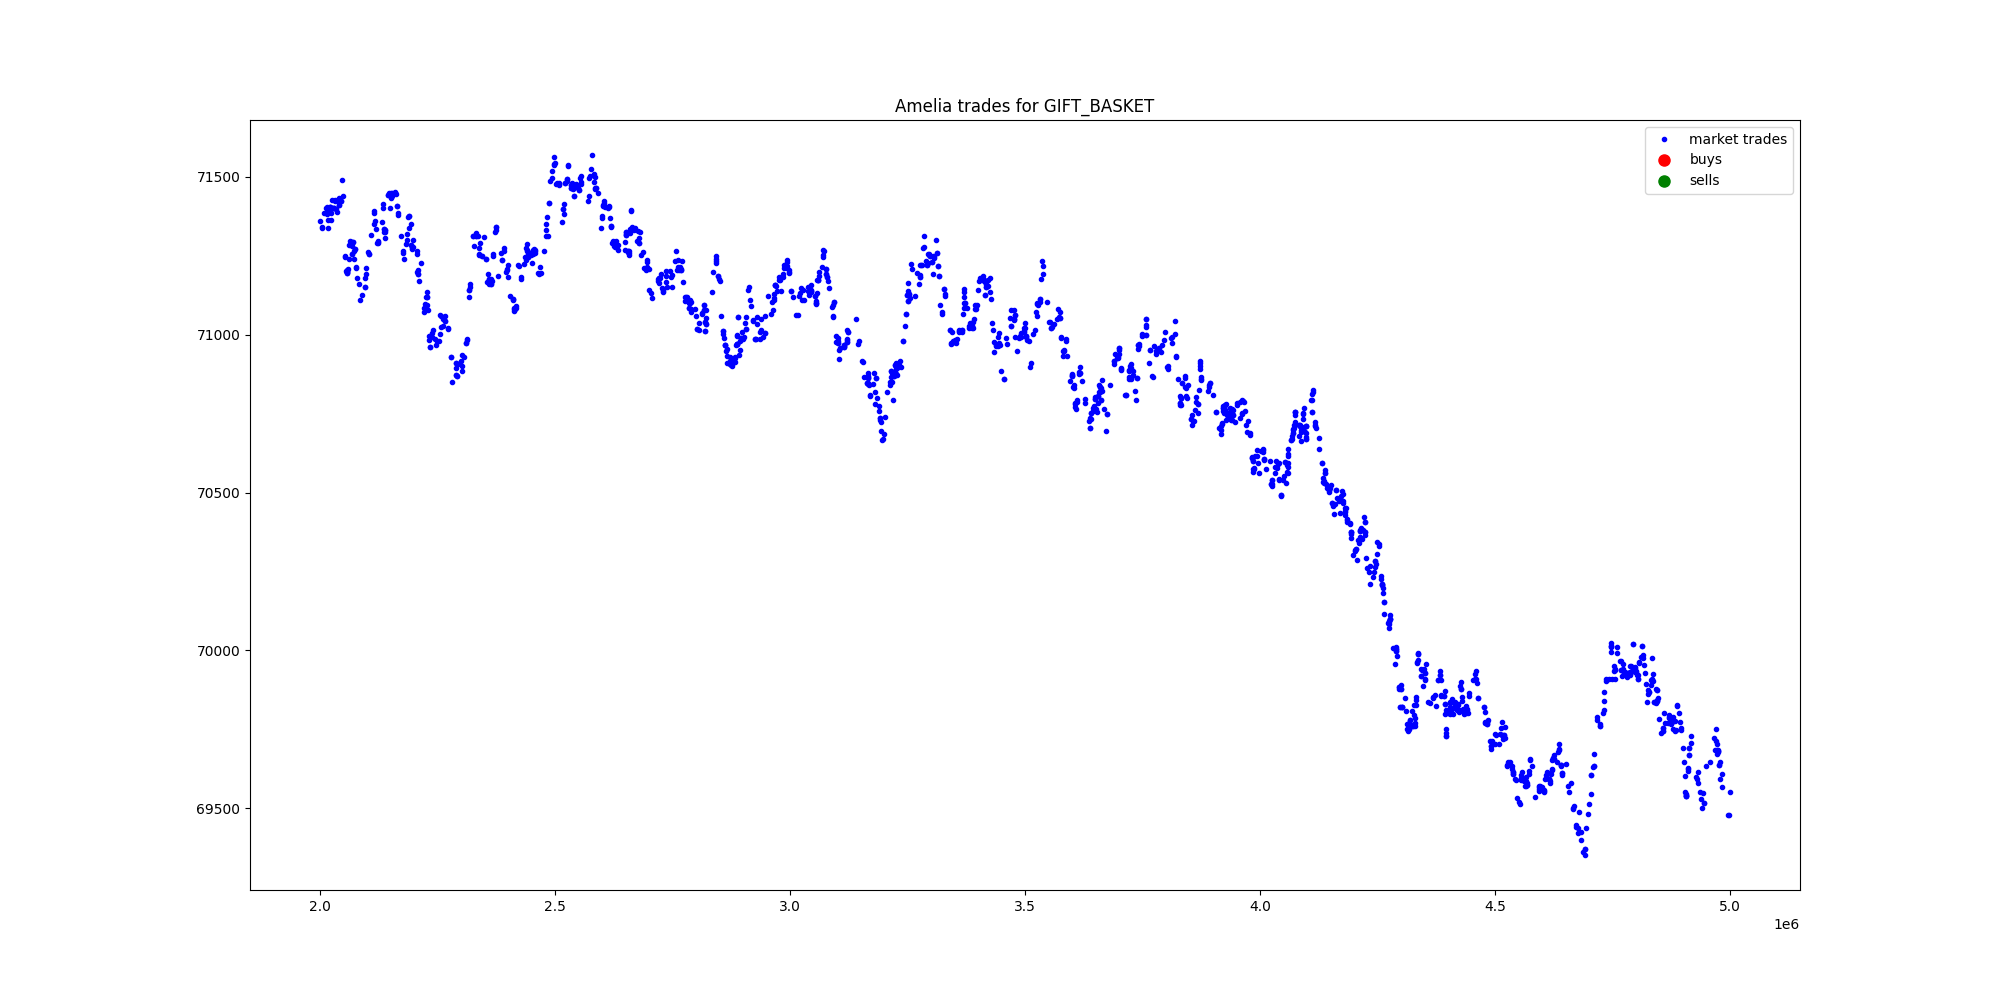 Amelia trades for GIFT_BASKET
market trades
buys
sells
71500
71000
70500
70000
69500
2.0 2.5 3.0 3.5 4.0 4.5 5.0
1e6